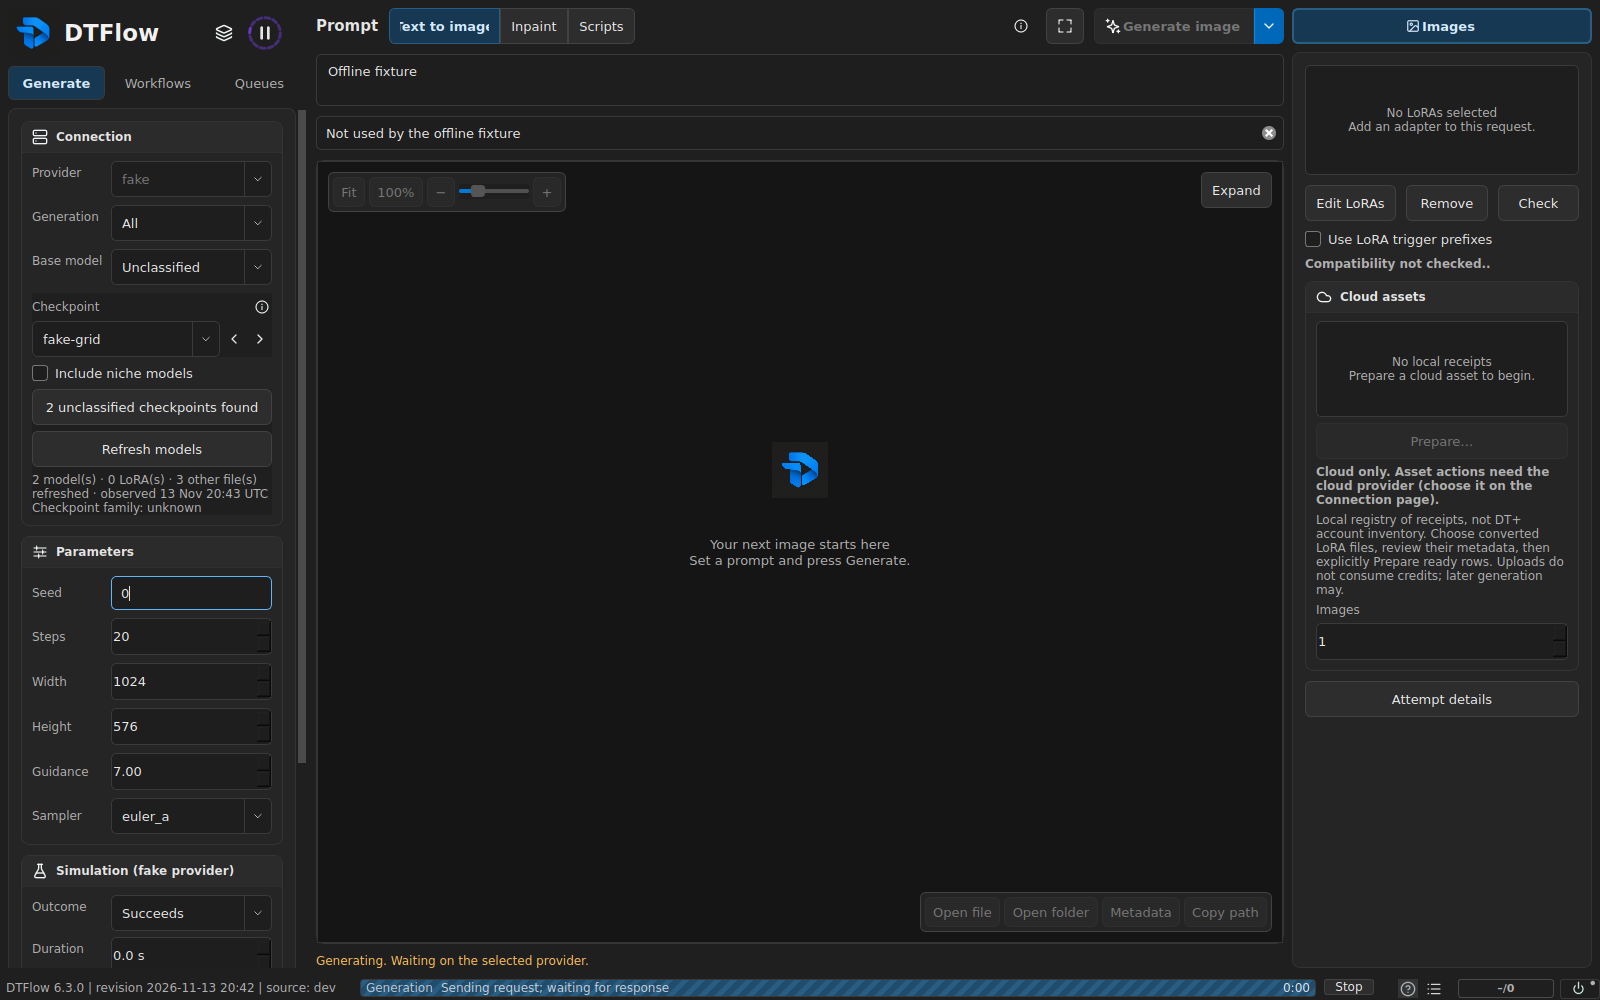 DTFlow
Generate
Workflows
Queues
Connection
Provider
fake
Generation
All
Base model
Unclassified
Checkpoint
fake-grid
Include niche models
2 unclassified checkpoints found
Refresh models
2 model(s) · 0 LoRA(s) · 3 other file(s)
refreshed · observed 13 Nov 20:43 UTC
Checkpoint family: unknown
Parameters
Seed
0
Steps
20
Width
1024
Height
576
Guidance
7.00
Sampler
euler_a
Simulation (fake provider)
Outcome
Succeeds
Duration
0.0 s
Prompt
Text to image
Inpaint
Scripts
Generate image
Offline fixture
Not used by the offline fixture
Fit
100%
−
+
Expand
Your next image starts here
Set a prompt and press Generate.
Open file
Open folder
Metadata
Copy path
Generating. Waiting on the selected provider.
Images
No LoRAs selected
Add an adapter to this request.
Edit LoRAs
Remove
Check
Use LoRA trigger prefixes
Compatibility not checked..
Cloud assets
No local receipts
Prepare a cloud asset to begin.
Prepare...
Cloud only. Asset actions need the
cloud provider (choose it on the
Connection page).
Local registry of receipts, not DT+
account inventory. Choose converted
LoRA files, review their metadata, then
explicitly Prepare ready rows. Uploads do
not consume credits; later generation
may.
Images
1
Attempt details
DTFlow 6.3.0 | revision 2026-11-13 20:42 | source: dev
Generation Sending request; waiting for response
0:00
Stop
-/0